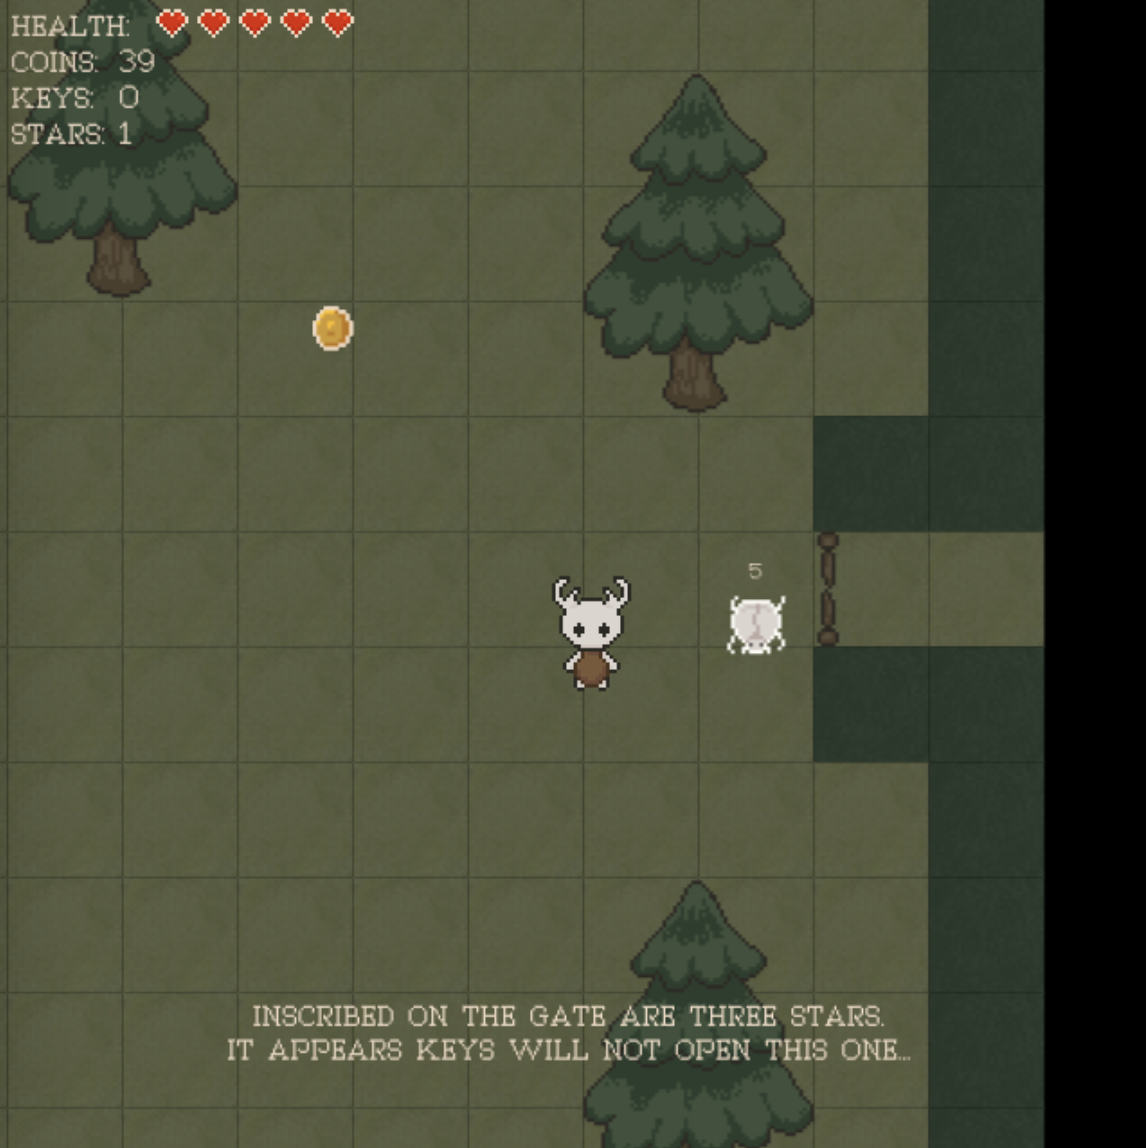 HEALTH:
COINS: 39
KEYS: 0
STARS: 1
5
INSCRIBED ON THE GATE ARE THREE STARS.
IT APPEARS KEYS WILL NOT OPEN THIS ONE...